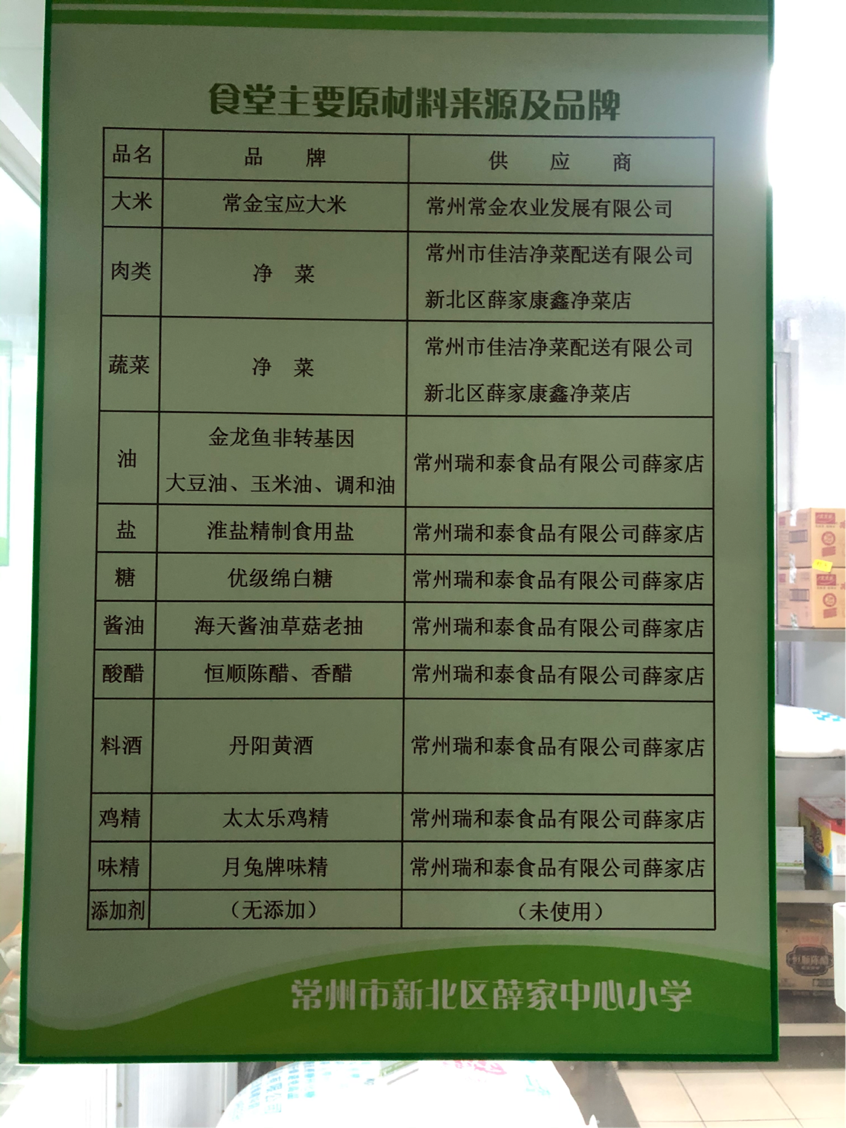 食堂主要原材料来源及品牌
品名 品 牌 供 应 商
大米 常金宝应大米 常州常金农业发展有限公司
肉类 净 菜 常州市佳洁净菜配送有限公司
新北区薛家康鑫净菜店
蔬菜 净 菜 常州市佳洁净菜配送有限公司
新北区薛家康鑫净菜店
油 金龙鱼非转基因
大豆油、玉米油、调和油 常州瑞和泰食品有限公司薛家店
盐 淮盐精制食用盐 常州瑞和泰食品有限公司薛家店
糖 优级绵白糖 常州瑞和泰食品有限公司薛家店
酱油 海天酱油草菇老抽 常州瑞和泰食品有限公司薛家店
酸醋 恒顺陈醋、香醋 常州瑞和泰食品有限公司薛家店
料酒 丹阳黄酒 常州瑞和泰食品有限公司薛家店
鸡精 太太乐鸡精 常州瑞和泰食品有限公司薛家店
味精 月兔牌味精 常州瑞和泰食品有限公司薛家店
添加剂 （无添加） （未使用）
常州市新北区薛家中心小学
恒顺陈醋